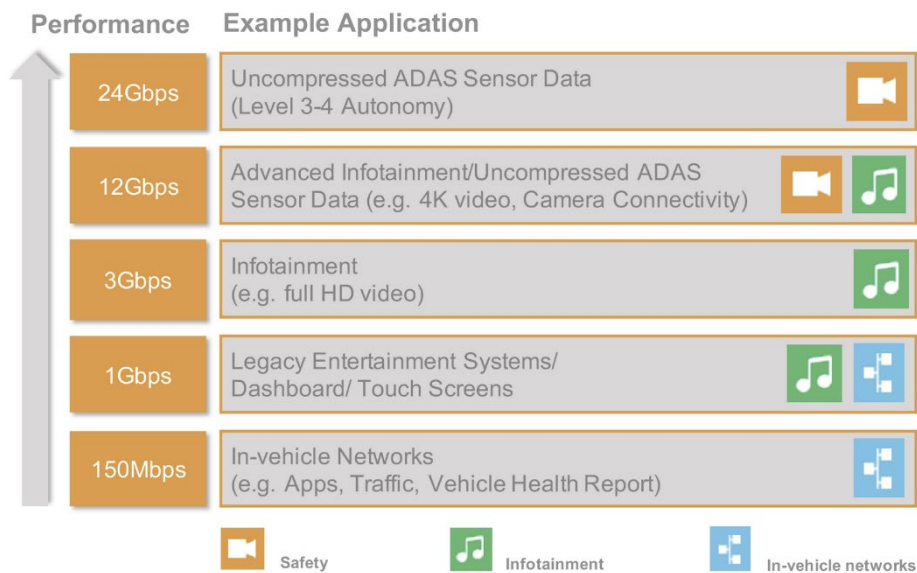 Performance
Example Application
24Gbps
Uncompressed ADAS Sensor Data
(Level 3-4 Autonomy)
12Gbps
Advanced Infotainment/Uncompressed ADAS
Sensor Data (e.g. 4K video, Camera Connectivity)
3Gbps
Infotainment
(e.g. full HD video)
1Gbps
Legacy Entertainment Systems/
Dashboard/ Touch Screens
150Mbps
In-vehicle Networks
(e.g. Apps, Traffic, Vehicle Health Report)
Safety
Infotainment
In-vehicle networks